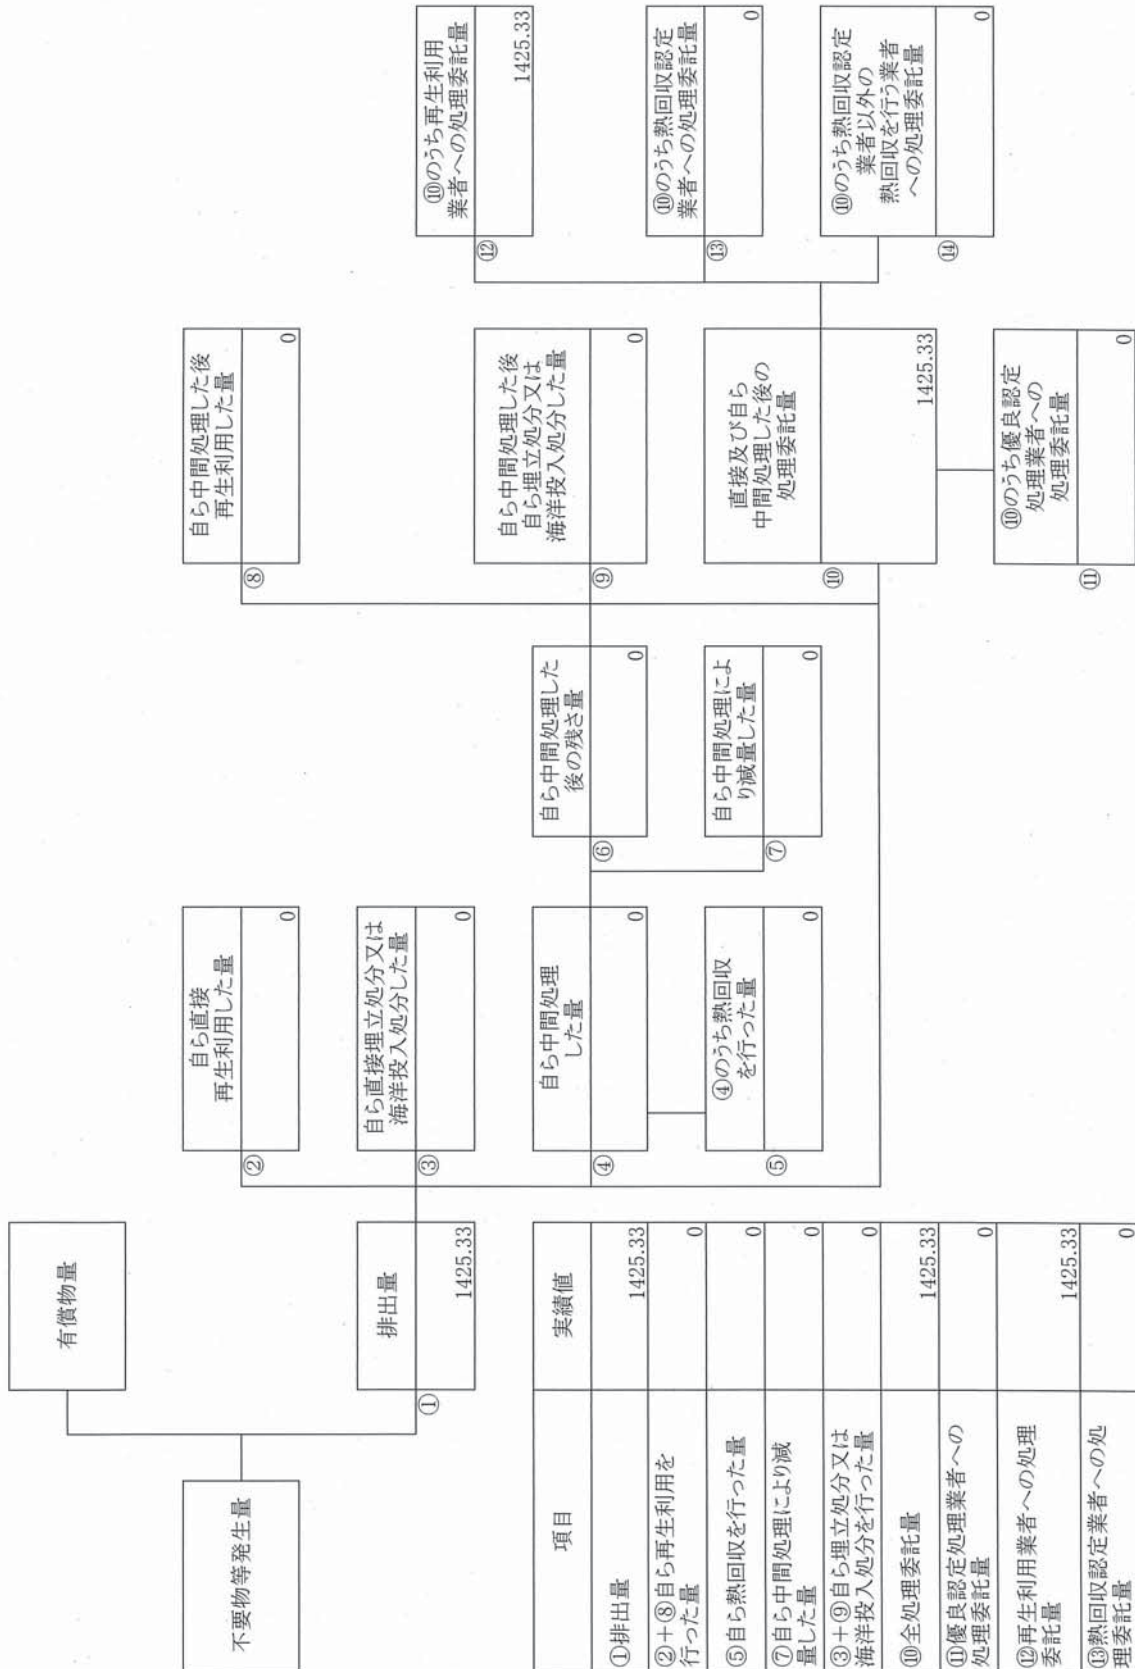 有償物量
不要物等発生量
排出量
①
1425.33
自ら直接
再生利用した量
②
0
自ら直接埋立処分又は
海洋投入処分した量
③
0
自ら中間処理
した量
④
0
④のうち熱回収
を行った量
⑤
0
自ら中間処理した
後の残さ量
⑥
0
自ら中間処理によ
り減量した量
⑦
0
自ら中間処理した後
再生利用した量
⑧
0
自ら中間処理した後
自ら埋立処分又は
海洋投入処分した量
⑨
0
直接及び自ら
中間処理した後の
処理委託量
⑩
1425.33
⑩のうち優良認定
処理業者への
処理委託量
⑪
0
⑩のうち再生利用
業者への処理委託量
⑫
1425.33
⑩のうち熱回収認定
業者への処理委託量
⑬
0
⑩のうち熱回収認定
業者以外の
熱回収を行う業者
への処理委託量
⑭
0
項目
実績値
①排出量
1425.33
②+⑧自ら再生利用を
行った量
0
⑤自ら熱回収を行った量
0
⑦自ら中間処理により減
量した量
0
③+⑨自ら埋立処分又は
海洋投入処分を行った量
0
⑩全処理委託量
1425.33
⑪優良認定処理業者への
処理委託量
0
⑫再生利用業者への処理
委託量
1425.33
⑬熱回収認定業者への処
理委託量
0